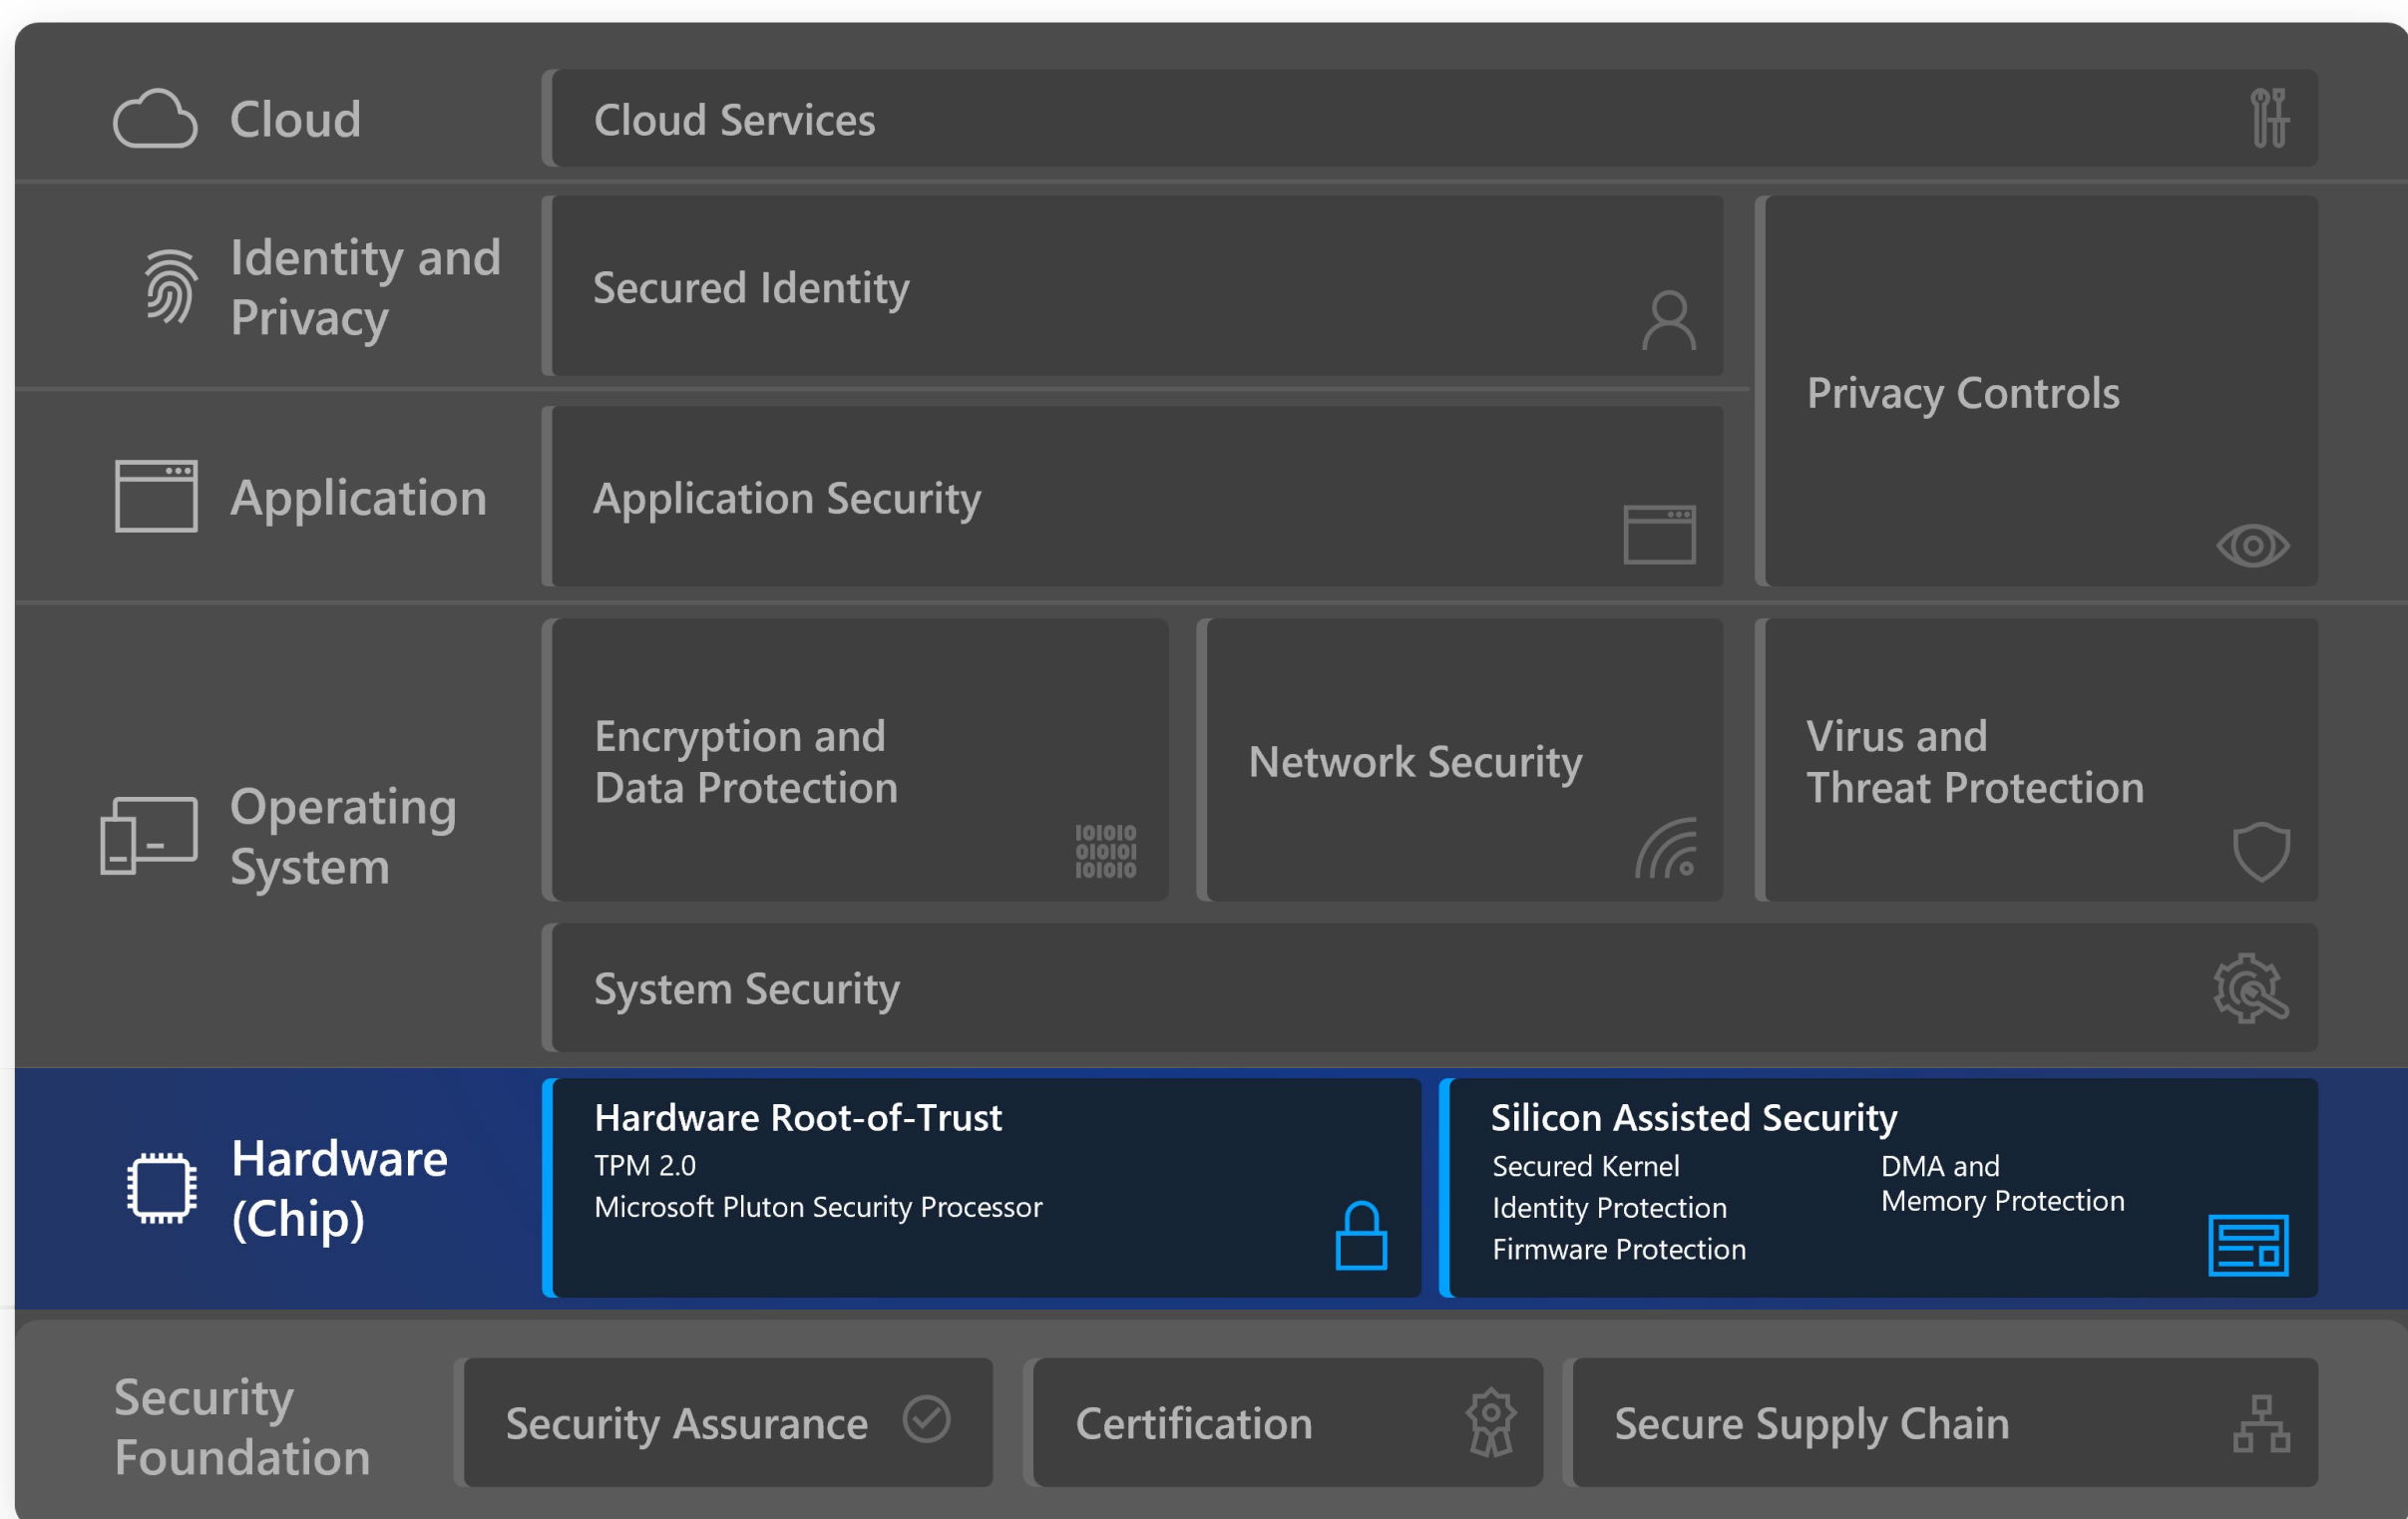 Cloud
Cloud Services
Identity and
Privacy
Secured Identity
Privacy Controls
Application
Application Security
Operating
System
Encryption and
Data Protection
101010
010101
101010
Network Security
Virus and
Threat Protection
System Security
Hardware
(Chip)
Hardware Root-of-Trust
TPM 2.0
Microsoft Pluton Security Processor
Silicon Assisted Security
Secured Kernel
Identity Protection
Firmware Protection
DMA and
Memory Protection
Security
Foundation
Security Assurance
Certification
Secure Supply Chain